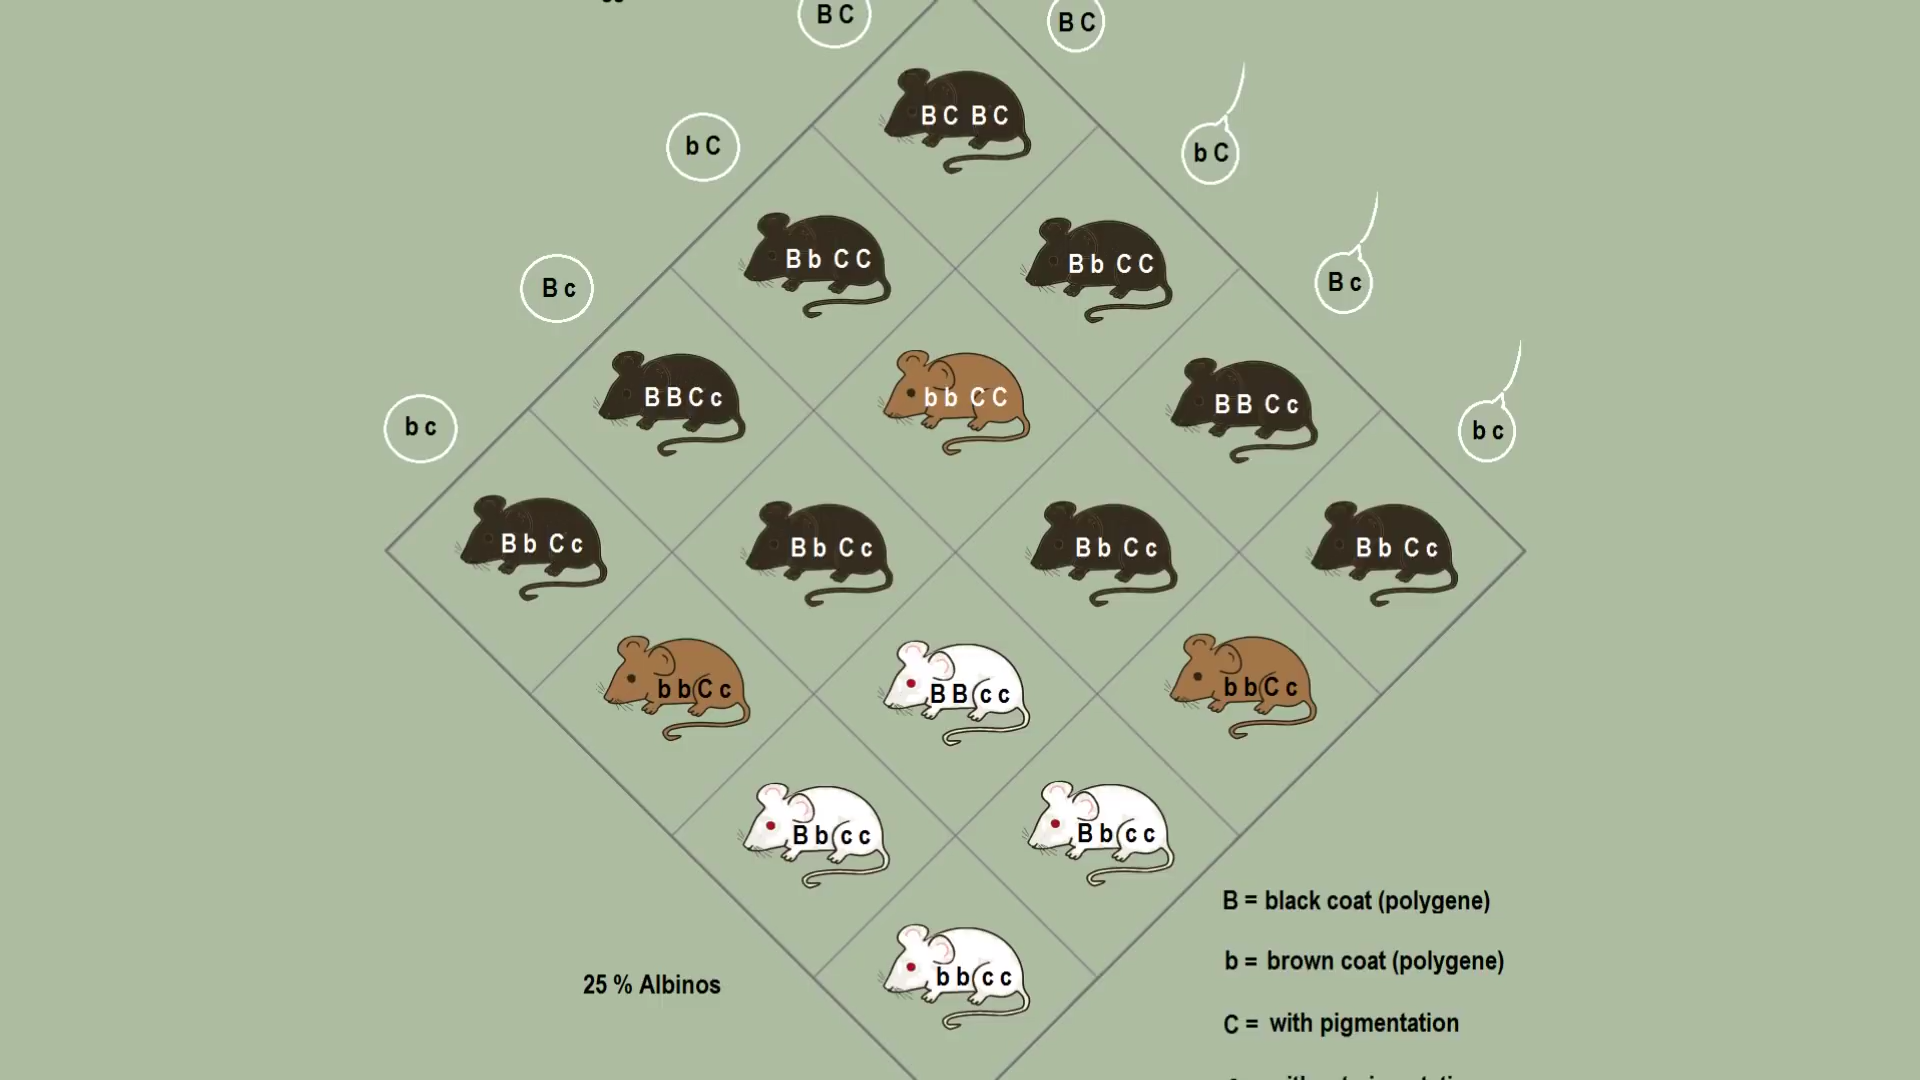 B C
B C
B C B C
b C
b C
B b C C
B b C C
B c
B c
B B C c
b b C C
B B C c
b c
b c
B b C c
B b C c
B b C c
B b C c
b b C c
B B c c
b b C c
B b c c
B b c c
b b c c
25 % Albinos
B = black coat (polygene)
b = brown coat (polygene)
C = with pigmentation